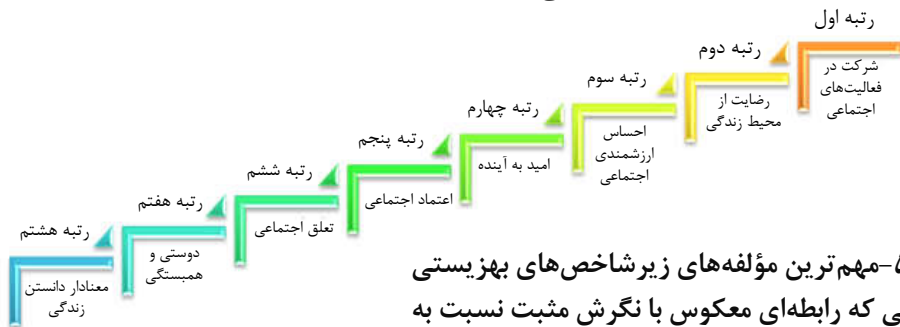 رتبه اول
شرکت در
فعالیت‌های
اجتماعی
رتبه دوم
رضایت از
محیط زندگی
رتبه سوم
احساس
ارزشمندی
اجتماعی
رتبه چهارم
امید به آینده
رتبه پنجم
اعتماد اجتماعی
رتبه ششم
تعلق اجتماعی
رتبه هفتم
دوستی و
همبستگی
رتبه هشتم
معنادار دانستن
زندگی
-مهم‌ترین مؤلفه‌های زیرشاخص‌های بهزیستی
که رابطه‌ای معکوس با نگرش مثبت نسبت به